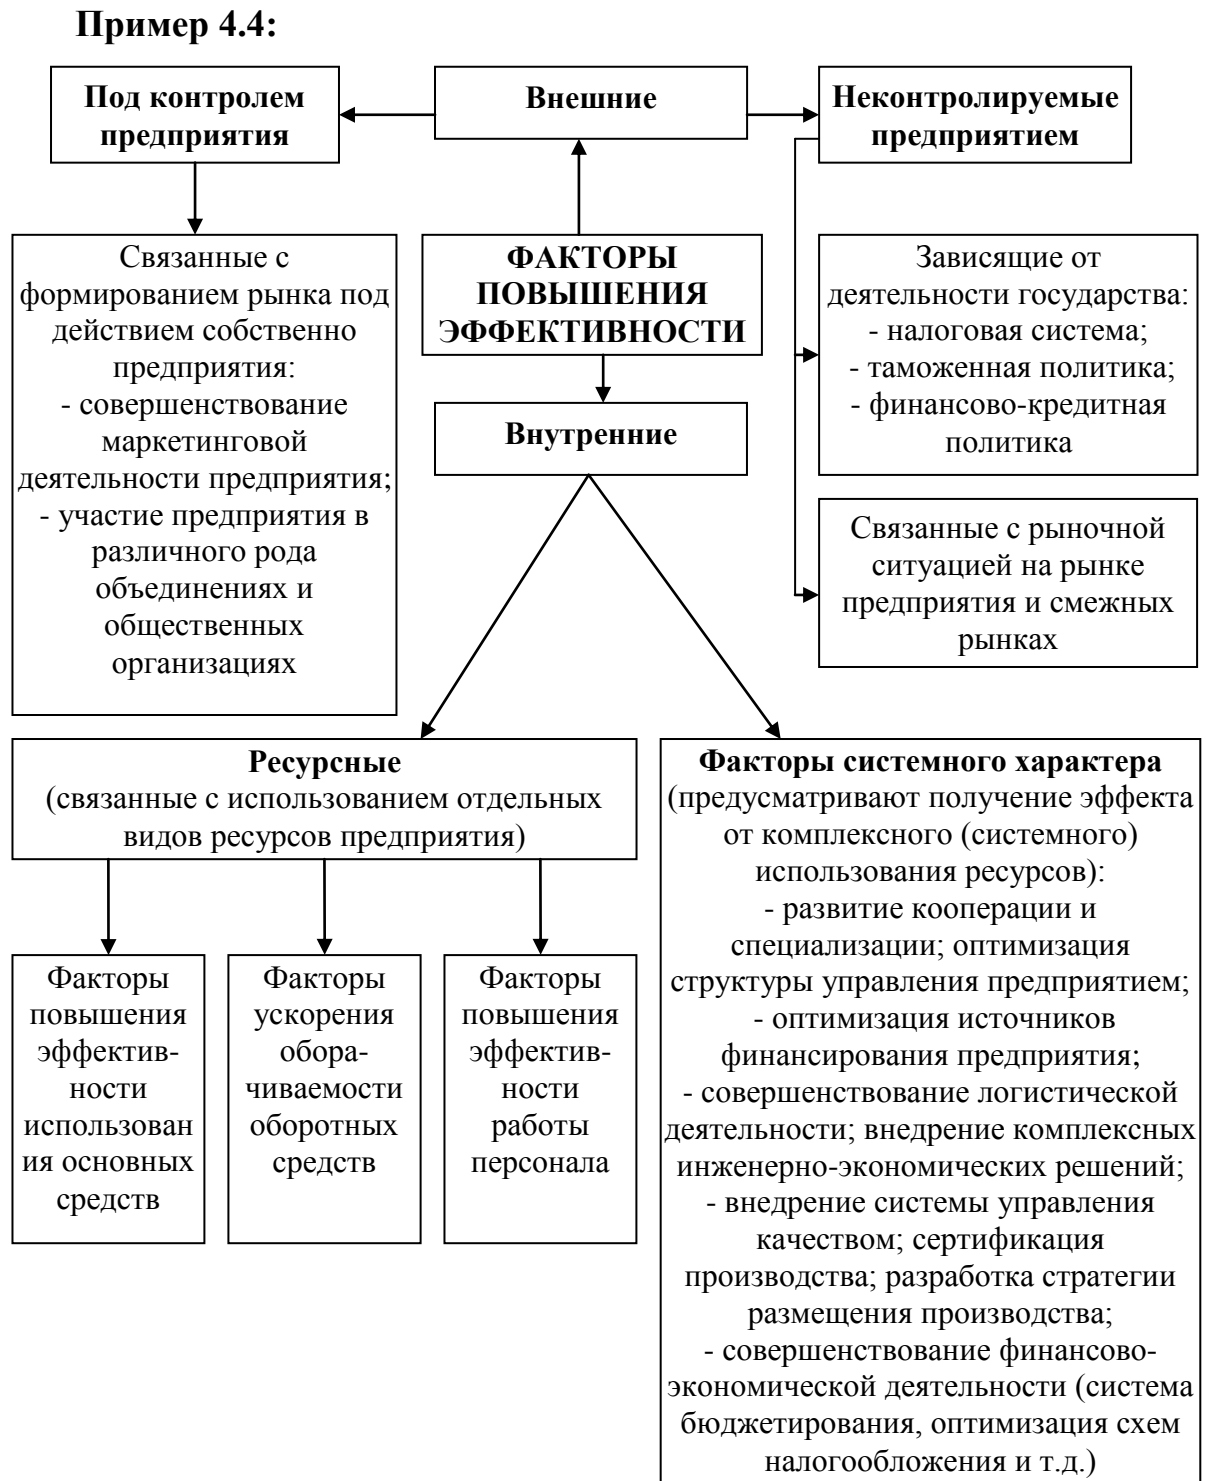 Пример 4.4:
Под контролем
предприятия
Внешние
Неконтролируемые
предприятием
Связанные с
формированием рынка под
действием собственно
предприятия:
- совершенствование
маркетинговой
деятельности предприятия;
- участие предприятия в
различного рода
объединениях и
общественных
организациях
ФАКТОРЫ
ПОВЫШЕНИЯ
ЭФФЕКТИВНОСТИ
Зависящие от
деятельности государства:
- налоговая система;
- таможенная политика;
- финансово-кредитная
политика
Внутренние
Связанные с рыночной
ситуацией на рынке
предприятия и смежных
рынках
Ресурсные
(связанные с использованием отдельных
видов ресурсов предприятия)
Факторы
повышения
эффектив-
ности
использован
ия основных
средств
Факторы
ускорения
обора-
чиваемости
оборотных
средств
Факторы
повышения
эффектив-
ности
работы
персонала
Факторы системного характера
(предусматривают получение эффекта
от комплексного (системного)
использования ресурсов):
- развитие кооперации и
специализации; оптимизация
структуры управления предприятием;
- оптимизация источников
финансирования предприятия;
- совершенствование логистической
деятельности; внедрение комплексных
инженерно-экономических решений;
- внедрение системы управления
качеством; сертификация
производства; разработка стратегии
размещения производства;
- совершенствование финансово-
экономической деятельности (система
бюджетирования, оптимизация схем
налогообложения и т.д.)